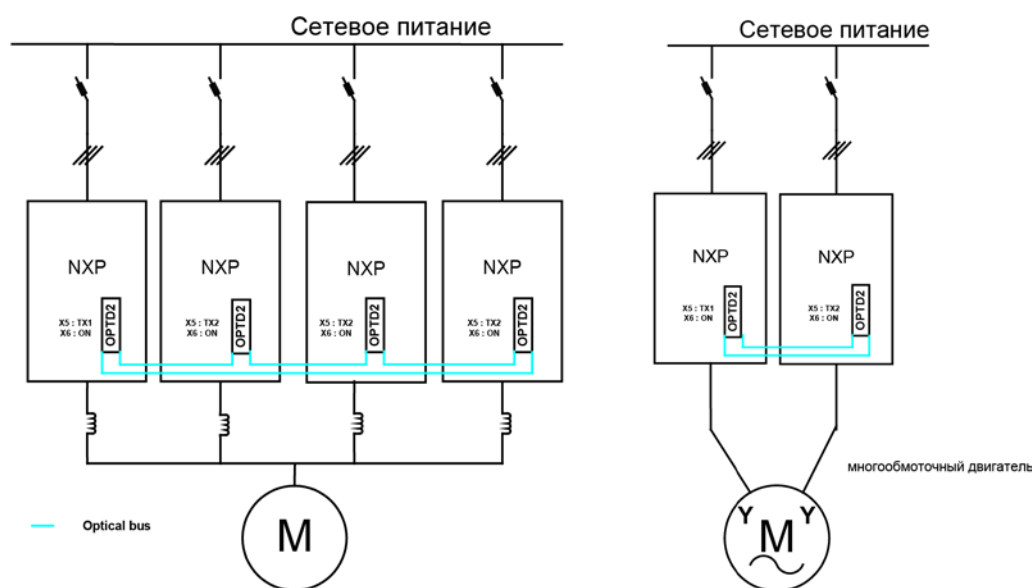 Сетевое питание
NXP
OPTD2
X5 : TX1
X6 : ON
NXP
OPTD2
X5 : TX2
X6 : ON
NXP
OPTD2
X5 : TX2
X6 : ON
NXP
OPTD2
X5 : TX2
X6 : ON
M
Optical bus
Сетевое питание
NXP
OPTD2
X5 : TX1
X6 : ON
NXP
OPTD2
X5 : TX2
X6 : ON
многообмоточный двигатель
Y M Y